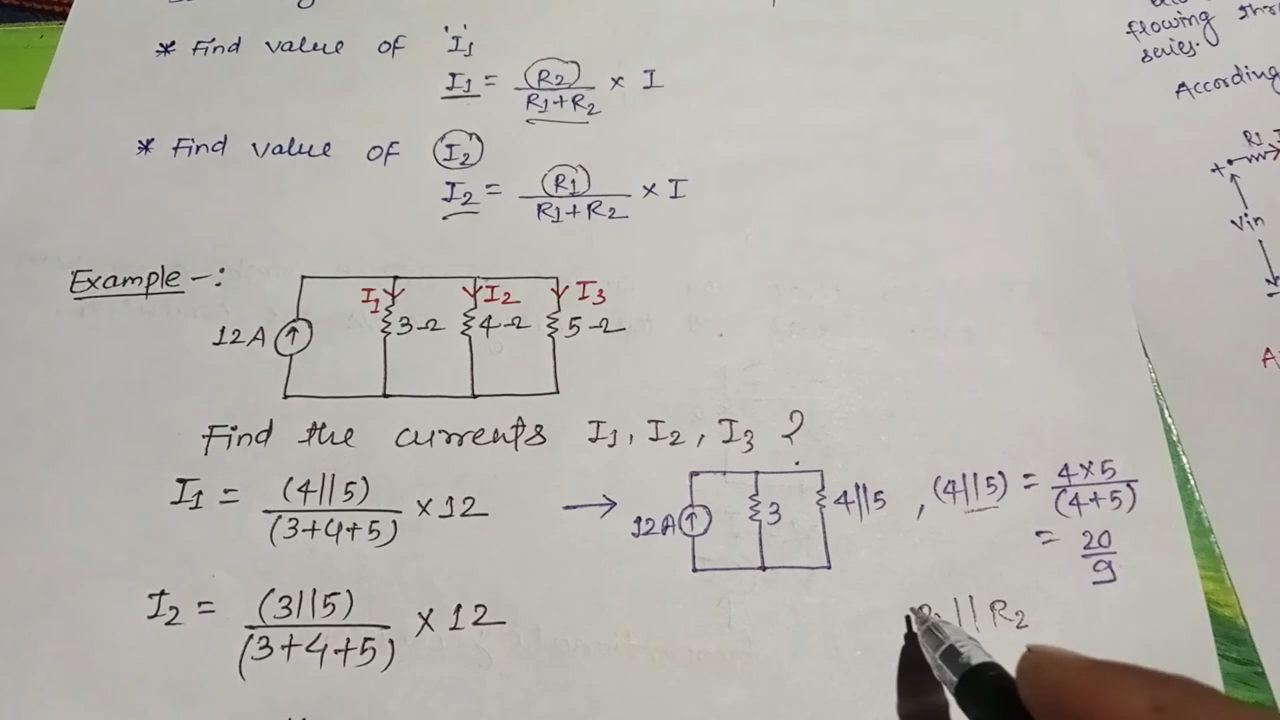 * Find value of 'I1'
I1 = R2 / R1+R2 × I
* Find value of I2
I2 = R1 / R1+R2 × I
Example -:
I1 I2 I3
12A 3Ω 4Ω 5Ω
Find the currents I1, I2, I3 ?
I1 = (4||5) / (3+4+5) × 12 → 12A 3 4||5 , (4||5) = 4×5 / (4+5)
= 20 / 9
I2 = (3||5) / (3+4+5) × 12
|| R2
flowing
series.
According
R1
+
Vin